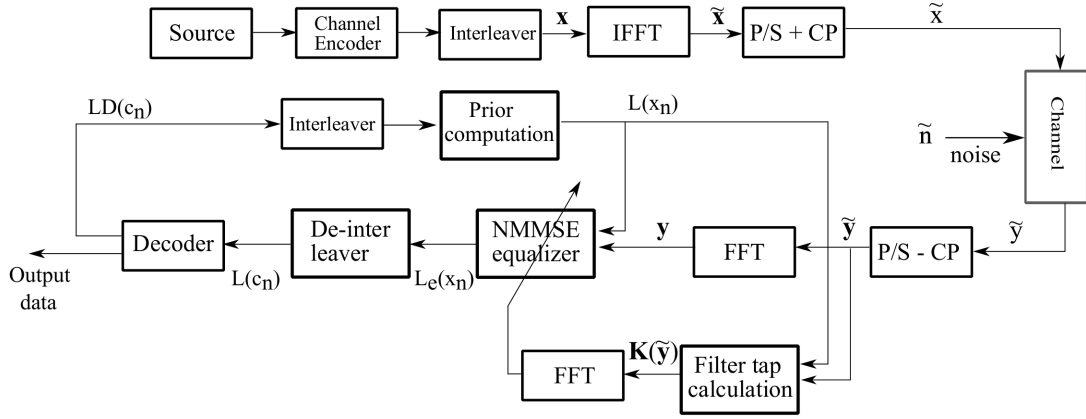 Source
Channel
Encoder
Interleaver
x
IFFT
x̃
P/S + CP
x̃
Channel
ñ
noise
ỹ
P/S - CP
ỹ
FFT
y
NMMSE
equalizer
Le(xn)
De-inter
leaver
L(cn)
Decoder
Output
data
LD(cn)
Interleaver
Prior
computation
L(xn)
Filter tap
calculation
K(ỹ)
FFT